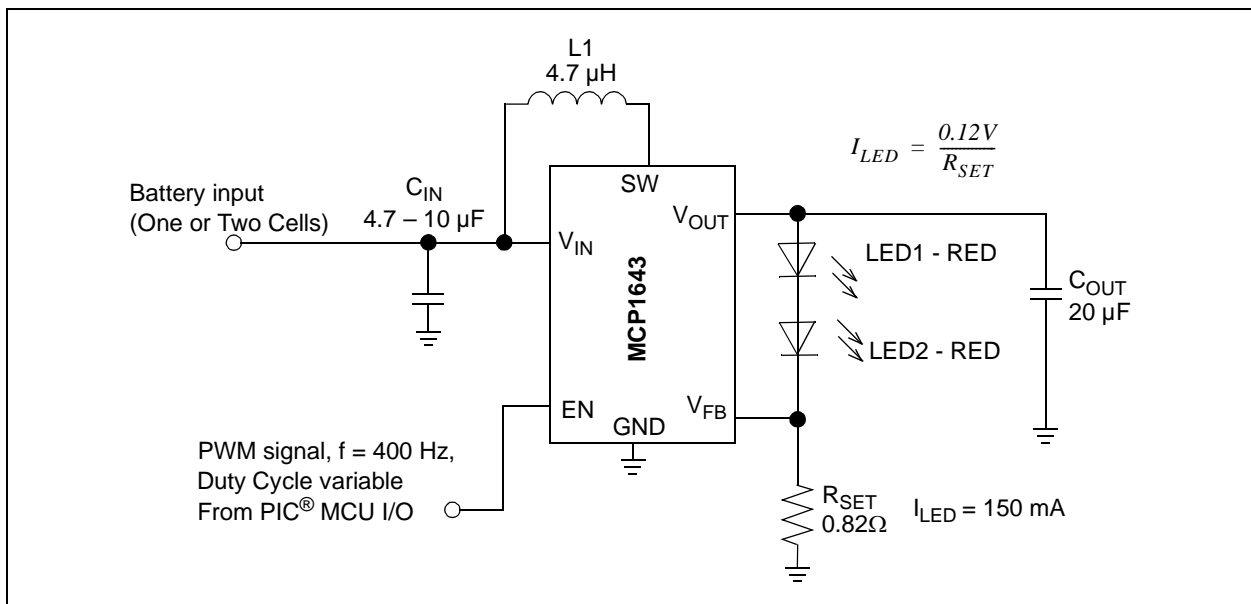 L1
4.7 µH
I_LED = 0.12V / R_SET
Battery input
(One or Two Cells)
C_IN
4.7 – 10 µF
SW
V_IN
V_OUT
MCP1643
LED1 - RED
C_OUT
20 µF
LED2 - RED
EN
V_FB
GND
PWM signal, f = 400 Hz,
Duty Cycle variable
From PIC® MCU I/O
R_SET
0.82Ω
I_LED = 150 mA